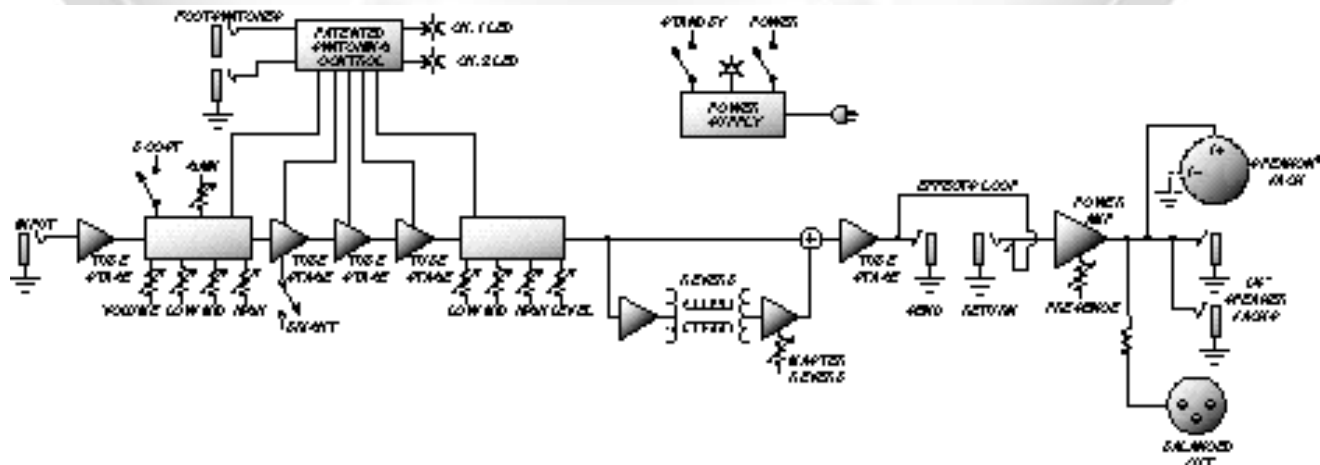 FOOTSWITCHES
PATENTED
SWITCHING
CONTROL
CH. 1 LED
CH. 2 LED
STANDBY
POWER
POWER
SUPPLY
GAIN
INPUT
TUBE
STAGE
VOLUME
LOW
MID
HIGH
TUBE
STAGE
TUBE
STAGE
TUBE
STAGE
BRIGHT
LOW
MID
HIGH
LEVEL
REVERB
MASTER
REVERB
TUBE
STAGE
EFFECTS LOOP
SEND
RETURN
POWER
AMP
PRESENCE
SPEAKON®
JACK
1/4"
SPEAKER
JACKS
BALANCED
OUT